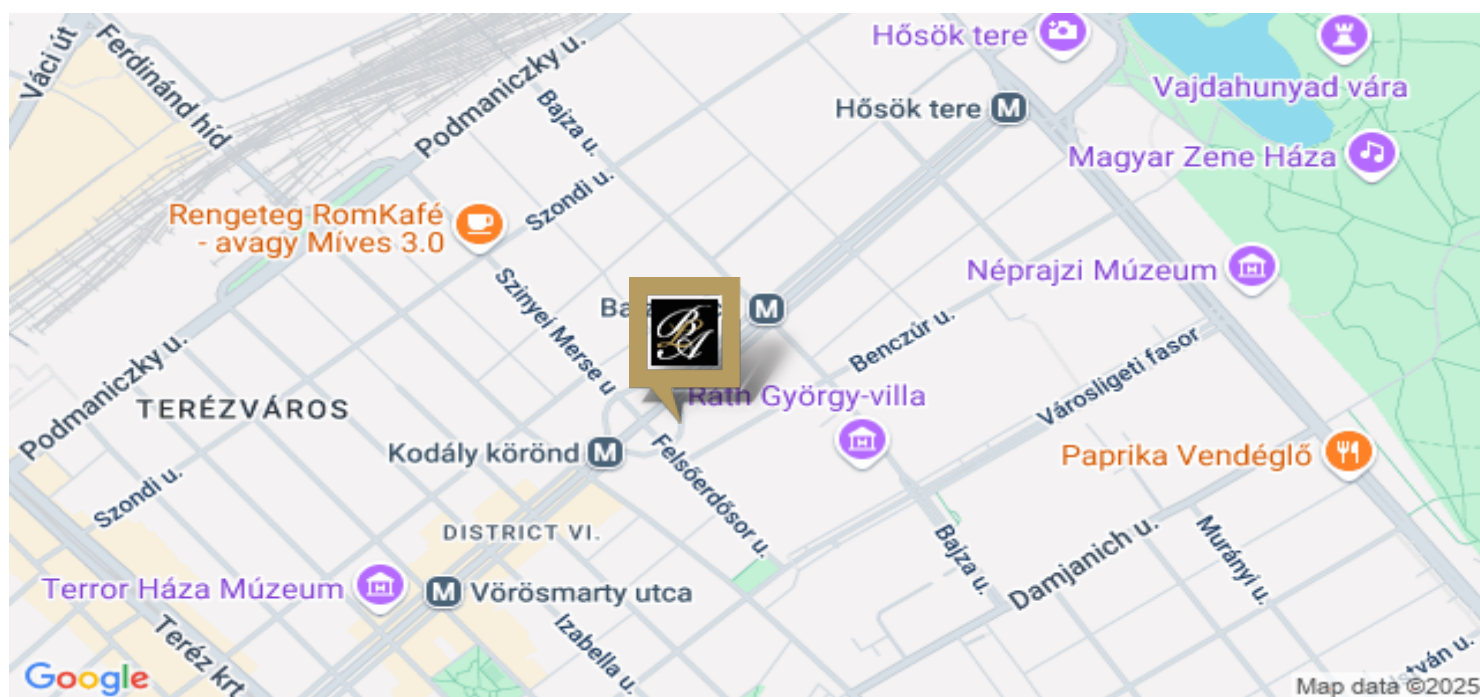 Váci út
Ferdinánd híd
Podmaniczky u.
Bajza u.
Hősök tere
Vajdahunyad vára
Hősök tere M
Magyar Zene Háza
Rengeteg RomKafé
- avagy Míves 3.0
Szondi u.
Szinyei Merse u
Néprajzi Múzeum
M
BLA
Benczúr u.
Városligeti fasor
Podmaniczky u.
TERÉZVÁROS
Ráth György-villa
Kodály körönd M
Felsőerdősor u.
Paprika Vendéglő
Szondi u.
DISTRICT VI.
Bajza u.
Damjanich u.
Murányi u.
Terror Háza Múzeum
M Vörösmarty utca
Izabella u.
Teréz krt
Google
Map data ©2025